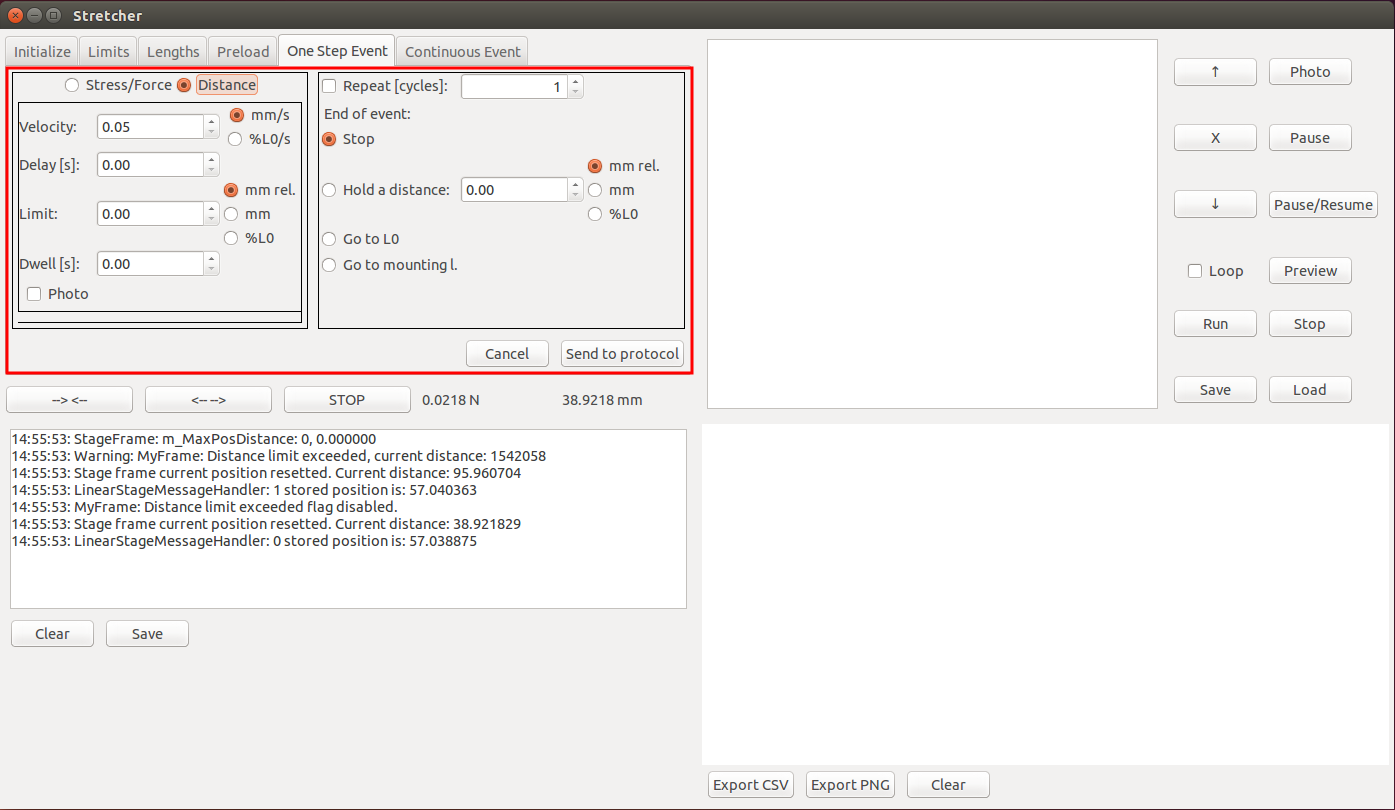 Stretcher
Initialize Limits Lengths Preload One Step Event Continuous Event
Stress/Force Distance
Velocity: 0.05 mm/s
%L0/s
Delay [s]: 0.00
mm rel.
Limit: 0.00 mm
%L0
Dwell [s]: 0.00
Photo
Repeat [cycles]: 1
End of event:
Stop
mm rel.
Hold a distance: 0.00 mm
%L0
Go to L0
Go to mounting l.
Cancel Send to protocol
--> <-- <-- --> STOP 0.0218 N 38.9218 mm
14:55:53: StageFrame: m_MaxPosDistance: 0, 0.000000
14:55:53: Warning: MyFrame: Distance limit exceeded, current distance: 1542058
14:55:53: Stage frame current position resetted. Current distance: 95.960704
14:55:53: LinearStageMessageHandler: 1 stored position is: 57.040363
14:55:53: MyFrame: Distance limit exceeded flag disabled.
14:55:53: Stage frame current position resetted. Current distance: 38.921829
14:55:53: LinearStageMessageHandler: 0 stored position is: 57.038875
Clear Save
↑ Photo
X Pause
↓ Pause/Resume
Loop Preview
Run Stop
Save Load
Export CSV Export PNG Clear